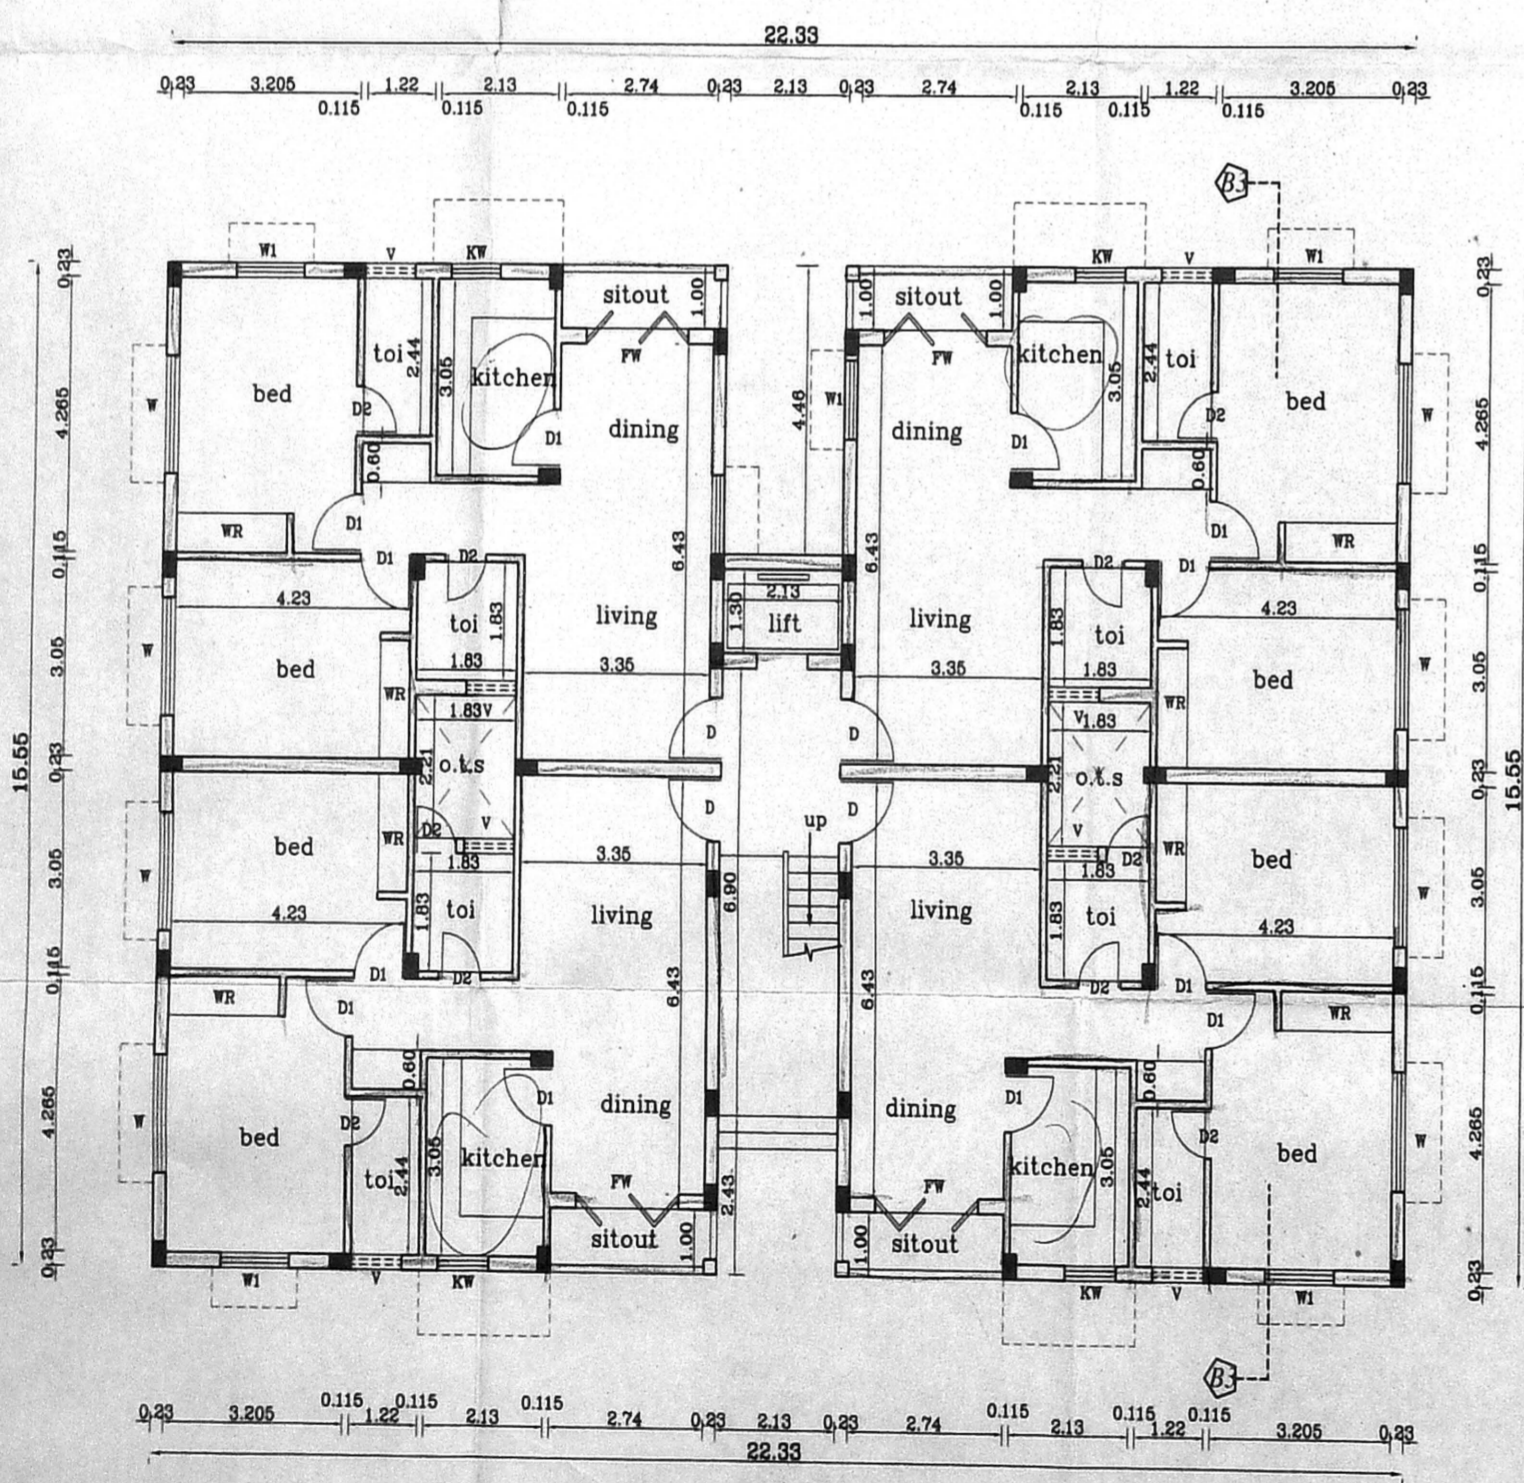 22.33
0.23 3.205 1.22 2.13 2.74 0.23 2.13 0.23 2.74 2.13 1.22 3.205 0.23
0.115 0.115 0.115 0.115 0.115 0.115
B3
W1 V KW KW V W1
0.23 0.23
sitout 1.00 1.00 sitout 1.00
toi 2.44 FW FW kitchen 2.44 toi
bed 3.05 kitchen 3.05 bed
W D2 4.46 W1 D2 W
4.265 dining dining 4.265
D1 D1
0.60 0.60
WR D1 D1 WR
0.115 D1 D2 6.43 6.43 D2 D1 0.115
4.23 2.13 4.23
toi 1.83 living 1.30 lift living 1.83 toi
W 3.05 bed 1.83 3.35 3.35 1.83 bed 3.05 W
WR WR
1.83 V V 1.83
D D
15.55 0.23 2.21 o.t.s 2.21 o.t.s 0.23 15.55
D D
D2 V up V D2
W 3.05 bed WR 1.83 3.35 3.35 1.83 WR bed 3.05 W
4.23 1.83 toi living 6.90 living 1.83 toi 4.23
0.115 D1 D2 6.43 6.43 D2 D1 0.115
WR D1 D1 WR
0.60 0.60
D1 D1
dining dining
W 4.265 bed D2 3.05 kitchen kitchen 3.05 D2 bed 4.265 W
toi 2.44 FW 2.43 FW 2.44 toi
sitout 1.00 1.00 sitout
0.23 0.23
W1 V KW KW V W1
B3
0.115 0.115 0.115 0.115 0.115 0.115
0.23 3.205 1.22 2.13 2.74 0.23 2.13 0.23 2.74 2.13 1.22 3.205 0.23
22.33